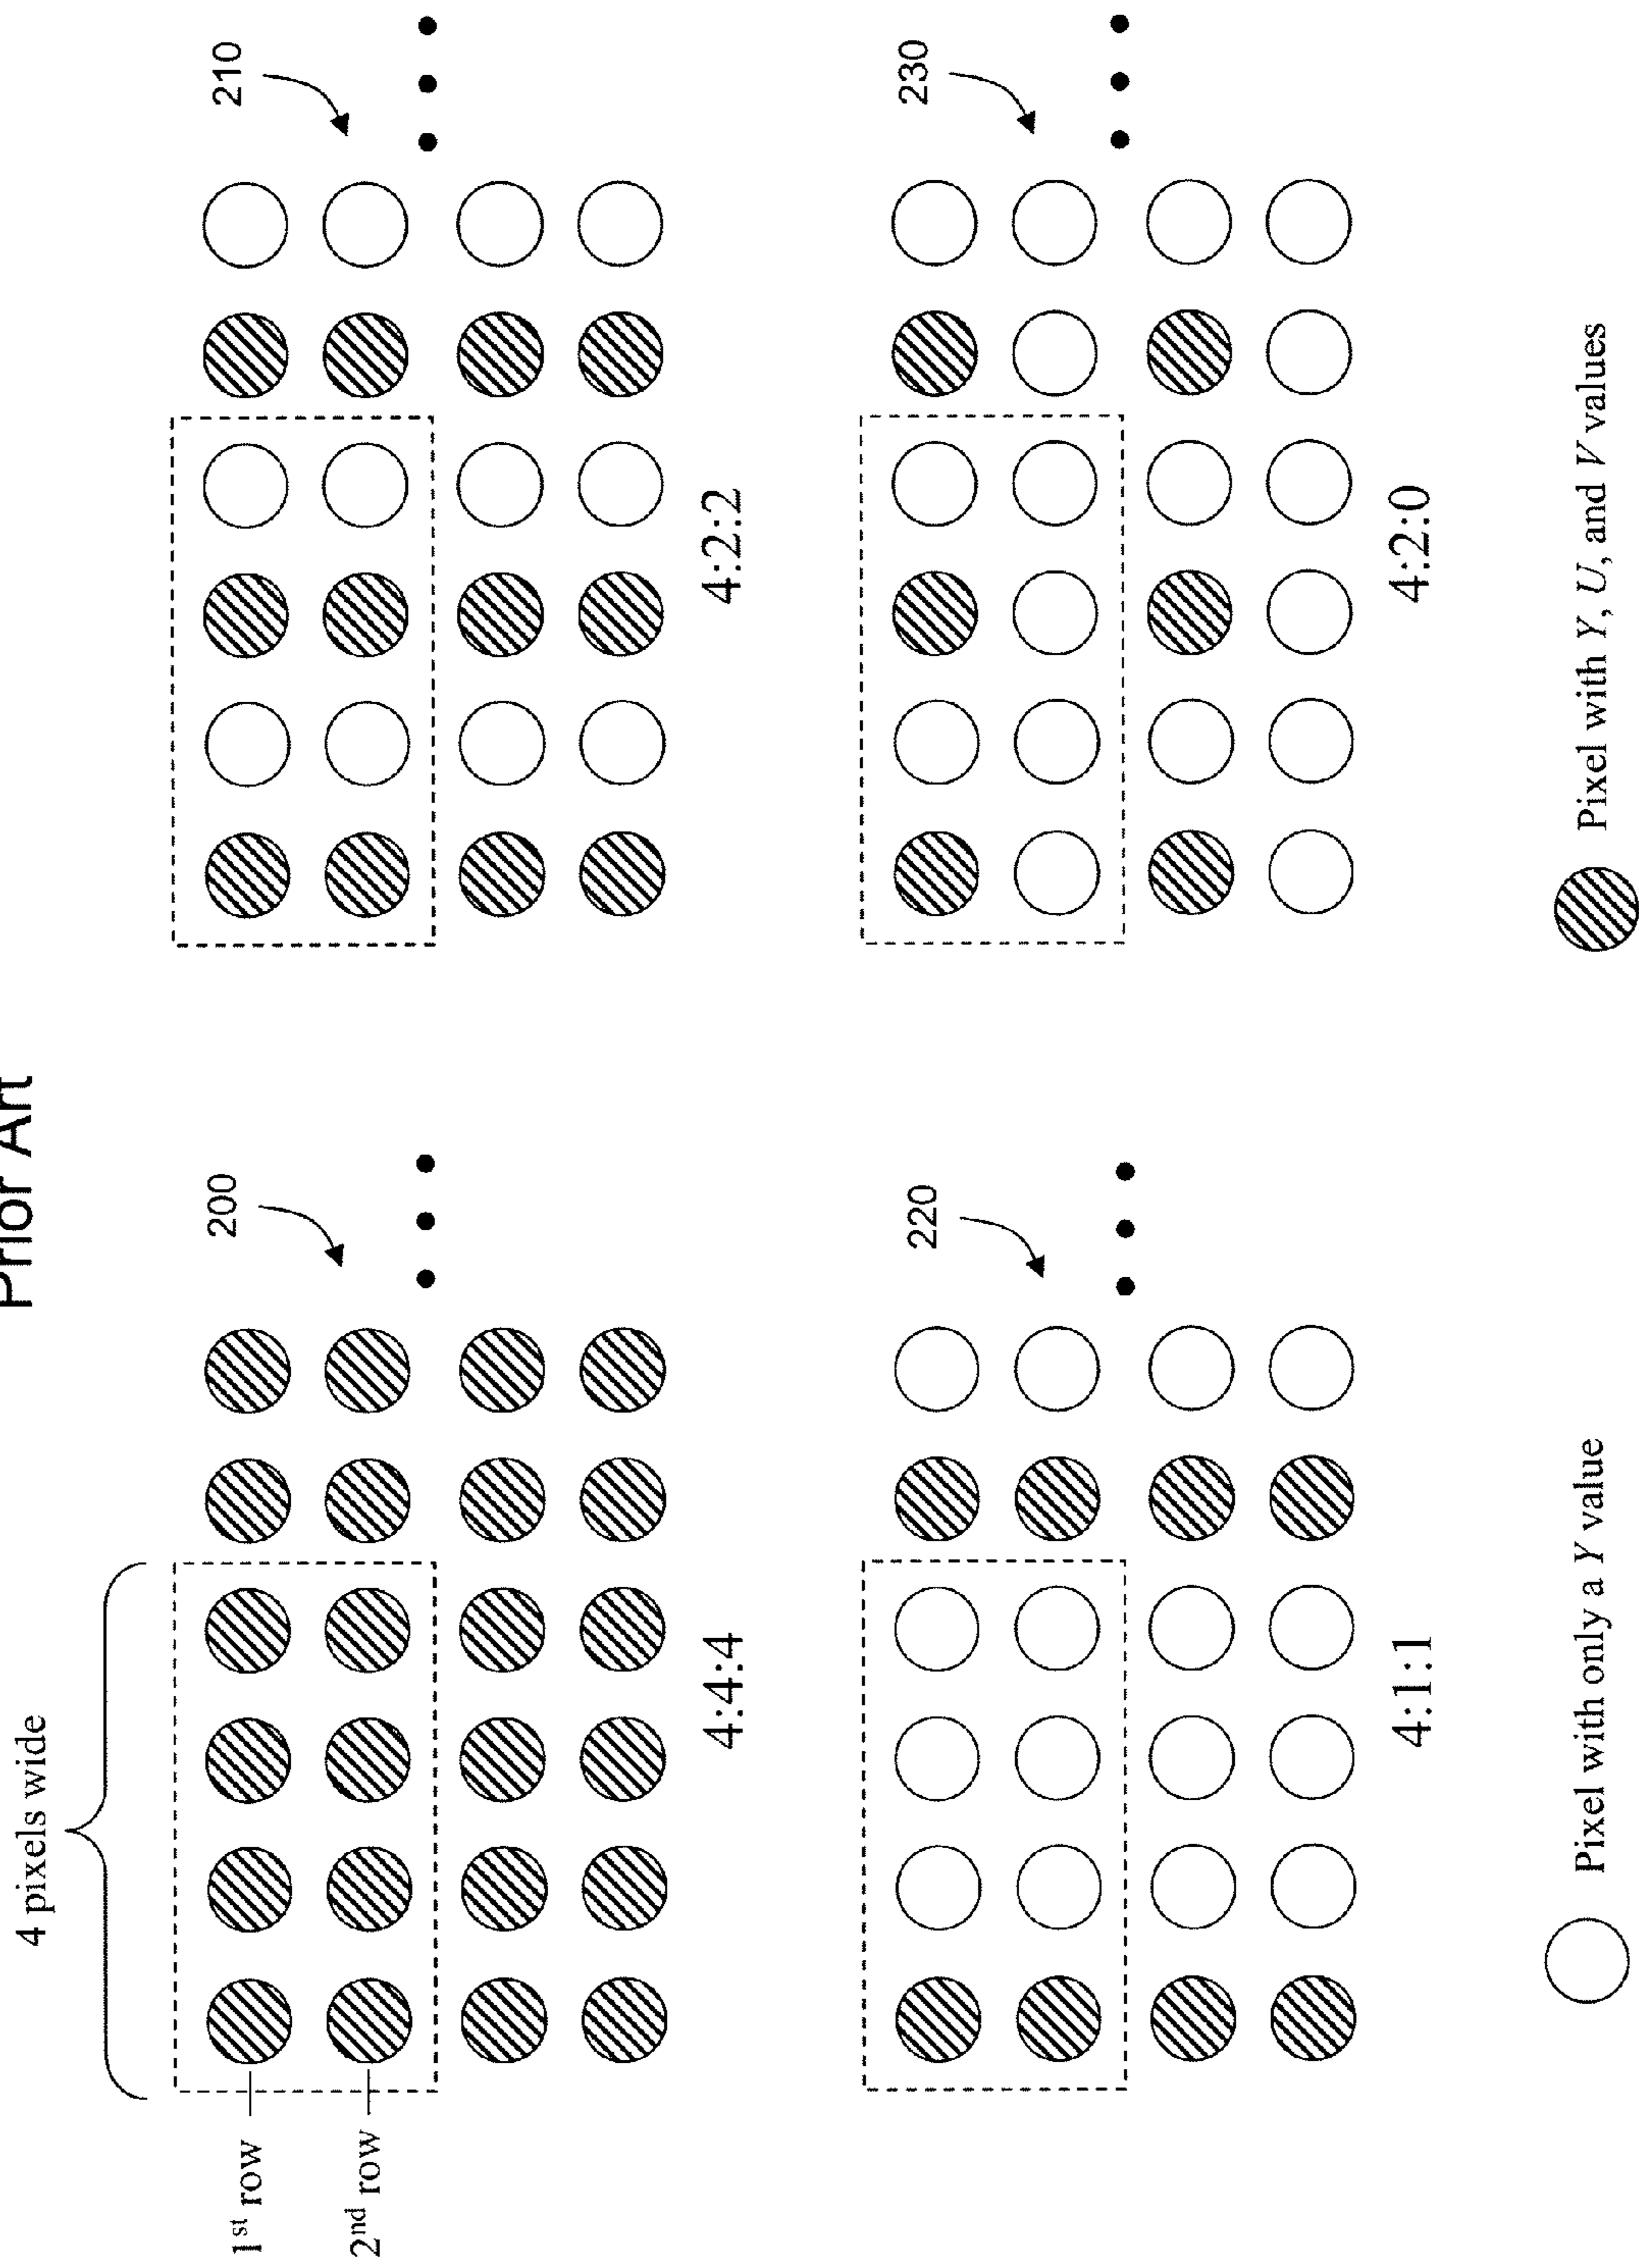 Prior Art
4 pixels wide
1st row
2nd row
200
210
4:4:4
4:2:2
220
230
4:1:1
4:2:0
Pixel with only a Y value
Pixel with Y, U, and V values